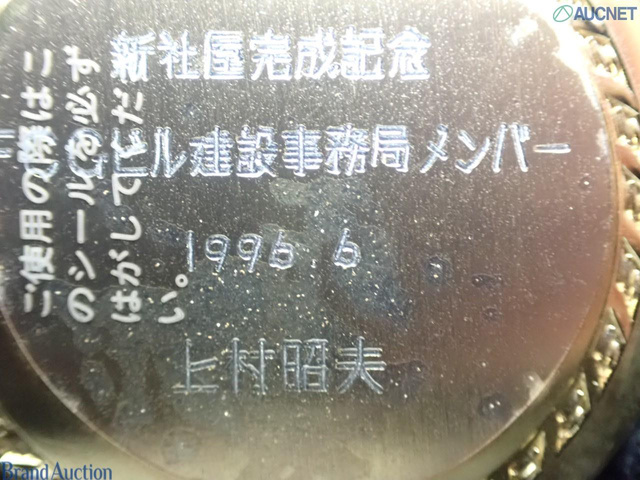 AUCNET
新社屋完成記念
ビル建設事務局メンバー
1996 6
上村昭夫
ご使用の際はこ
のシールを必ず
はがしてくださ
い。
Brand Auction